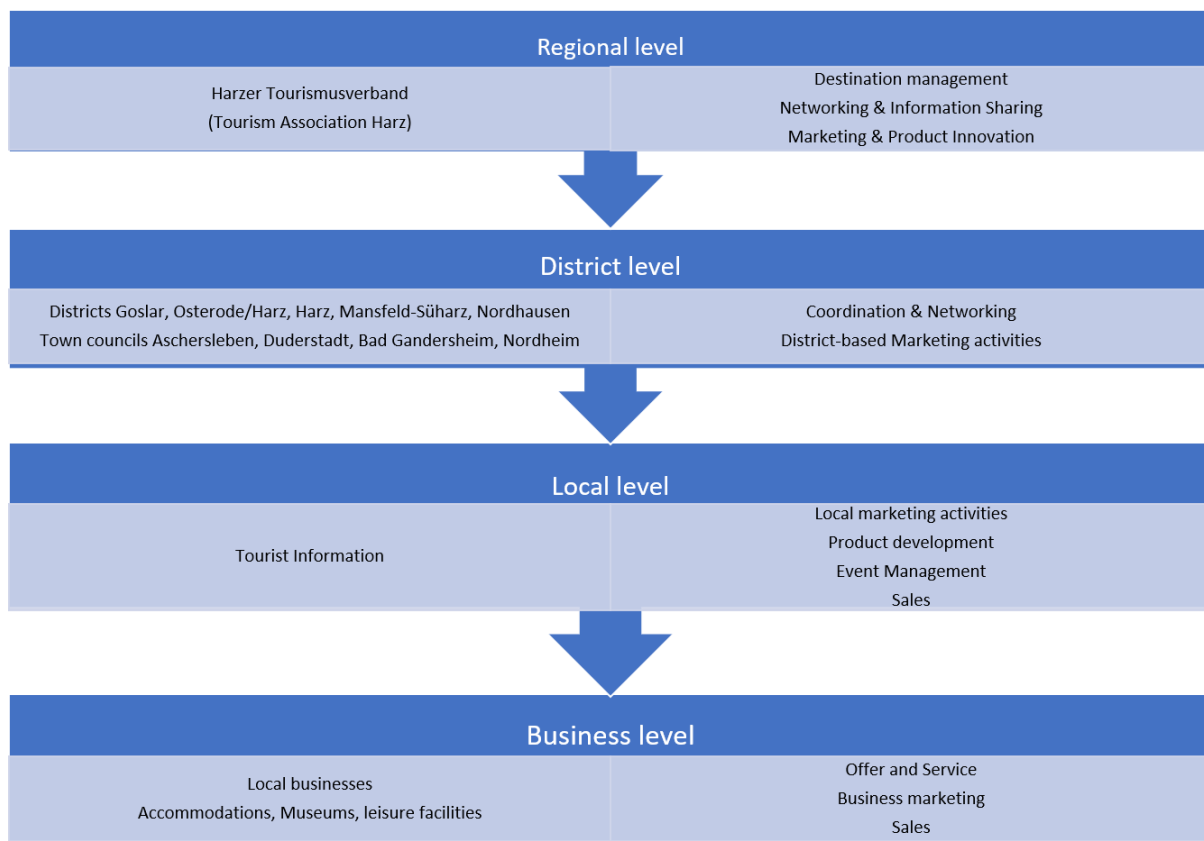 Regional level
Harzer Tourismusverband
(Tourism Association Harz)
Destination management
Networking & Information Sharing
Marketing & Product Innovation
District level
Districts Goslar, Osterode/Harz, Harz, Mansfeld-Süharz, Nordhausen
Town councils Aschersleben, Duderstadt, Bad Gandersheim, Nordheim
Coordination & Networking
District-based Marketing activities
Local level
Tourist Information
Local marketing activities
Product development
Event Management
Sales
Business level
Local businesses
Accommodations, Museums, leisure facilities
Offer and Service
Business marketing
Sales